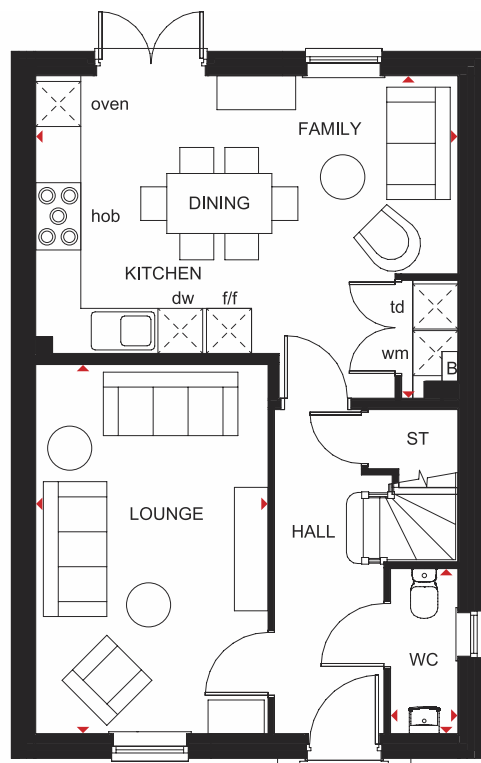 oven
FAMILY
DINING
hob
KITCHEN
dw
f/f
td
wm
B
ST
LOUNGE
HALL
WC